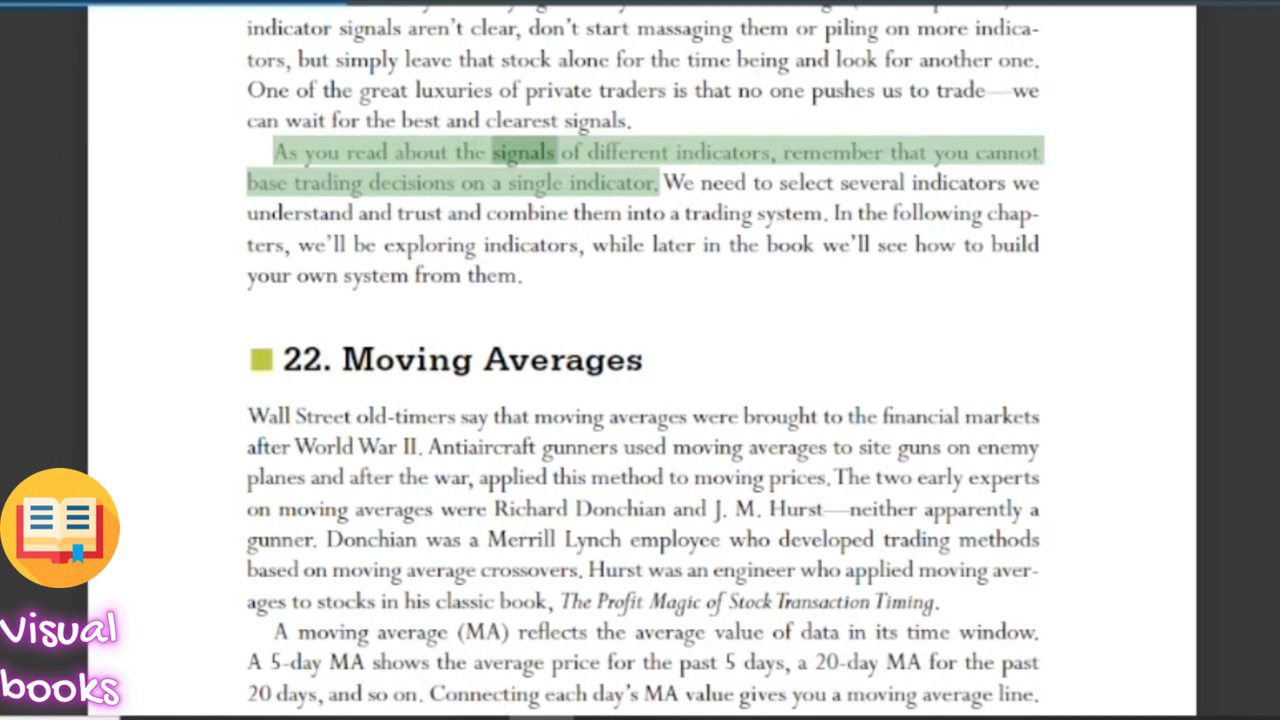 indicator signals aren't clear, don't start massaging them or piling on more indica-
tors, but simply leave that stock alone for the time being and look for another one.
One of the great luxuries of private traders is that no one pushes us to trade—we
can wait for the best and clearest signals.
As you read about the signals of different indicators, remember that you cannot
base trading decisions on a single indicator. We need to select several indicators we
understand and trust and combine them into a trading system. In the following chap-
ters, we'll be exploring indicators, while later in the book we'll see how to build
your own system from them.
22. Moving Averages
Wall Street old-timers say that moving averages were brought to the financial markets
after World War II. Antiaircraft gunners used moving averages to site guns on enemy
planes and after the war, applied this method to moving prices. The two early experts
on moving averages were Richard Donchian and J. M. Hurst—neither apparently a
gunner. Donchian was a Merrill Lynch employee who developed trading methods
based on moving average crossovers. Hurst was an engineer who applied moving aver-
ages to stocks in his classic book, The Profit Magic of Stock Transaction Timing.
A moving average (MA) reflects the average value of data in its time window.
A 5-day MA shows the average price for the past 5 days, a 20-day MA for the past
20 days, and so on. Connecting each day's MA value gives you a moving average line.
Visual
books